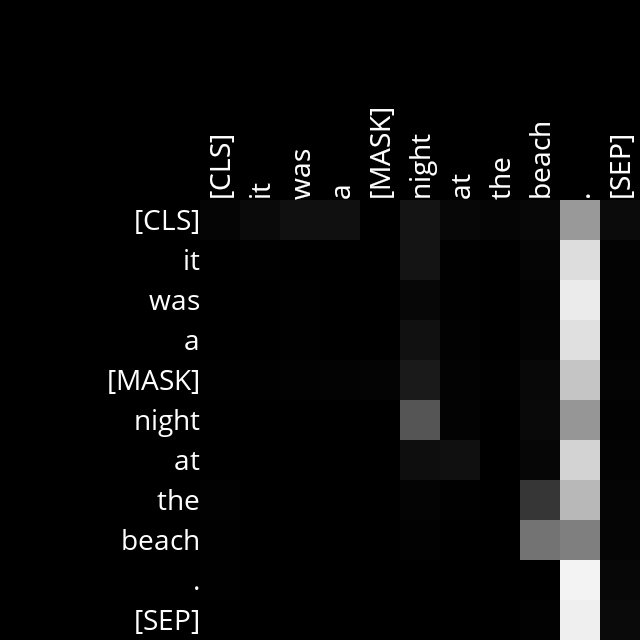 [CLS] it was a [MASK] night at the beach . [SEP]
[CLS]
it
was
a
[MASK]
night
at
the
beach
.
[SEP]